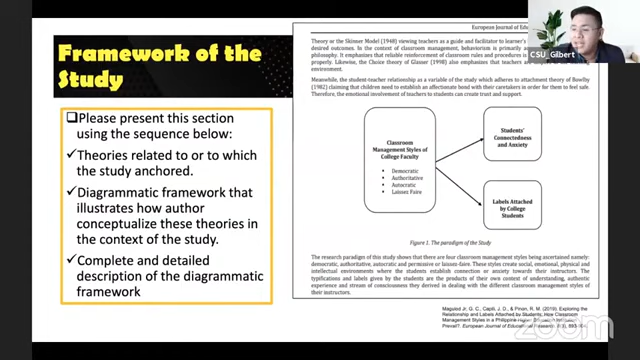 Framework of the
Study
❑Please present this section
using the sequence below:
✓Theories related to or to which
the study anchored.
✓Diagrammatic framework that
illustrates how author
conceptualize these theories in
the context of the study.
✓Complete and detailed
description of the diagrammatic
framework
European Journal of Edu
CSU_Gilbert
Theory or the Skinner Model (1948) viewing teachers as a guide and facilitator to learner's
desired outcomes. In the context of classroom management, behaviorism is primarily
philosophy. It emphasizes that reliable reinforcement of classroom rules and procedures is
properly. Likewise, the Choice theory of Glasser (1998) also emphasizes that teachers are
environment.
Meanwhile, the student-teacher relationship as a variable of the study which adheres to attachment theory of Bowlby
(1982) claiming that children need to establish an affectionate bond with their caretakers in order for them to feel safe.
Therefore, the emotional involvement of teachers to students can create trust and support.
Classroom
Management Styles of
College Faculty
• Democratic
• Authoritative
• Autocratic
• Laissez Faire
Students'
Connectedness
and Anxiety
Labels Attached
by College
Students
Figure 1. The paradigm of the Study
The research paradigm of this study shows that there are four classroom management styles being ascertained namely:
democratic, authoritative, autocratic and permissive or laissez-faire. These styles create social, emotional, physical and
intellectual environments where the students establish connection or anxiety towards their instructors. The
typifications and labels given by the students are the products of their own context of understanding, authentic
experience and stream of consciousness they derived in dealing with the different classroom management styles of
their instructors.
Magulod Jr, G. C., Capili, J. D., & Pinon, R. M. (2019). Exploring the
Relationship and Labels Attached by Students: How Classroom
Management Styles in a Philippine Higher Education Institution
Prevail?. European Journal of Educational Research, 8(3), 893-904.
zoom